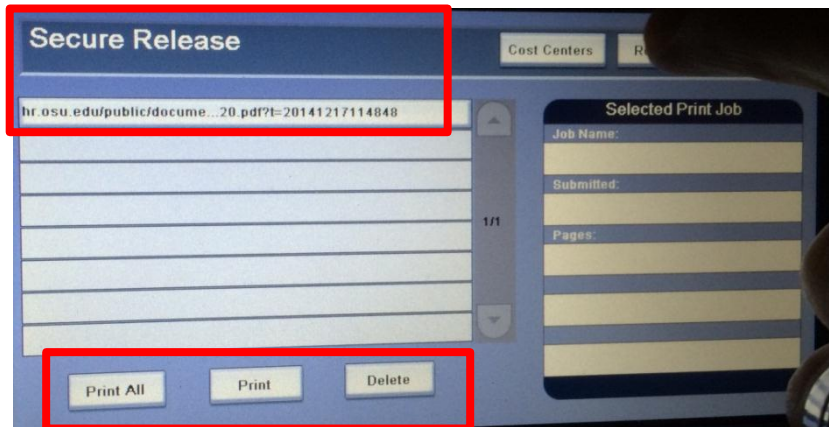 Secure Release
Cost Centers
hr.osu.edu/public/docume...20.pdf?t=20141217114848
Selected Print Job
Job Name:
Submitted:
1/1
Pages:
Print All
Print
Delete